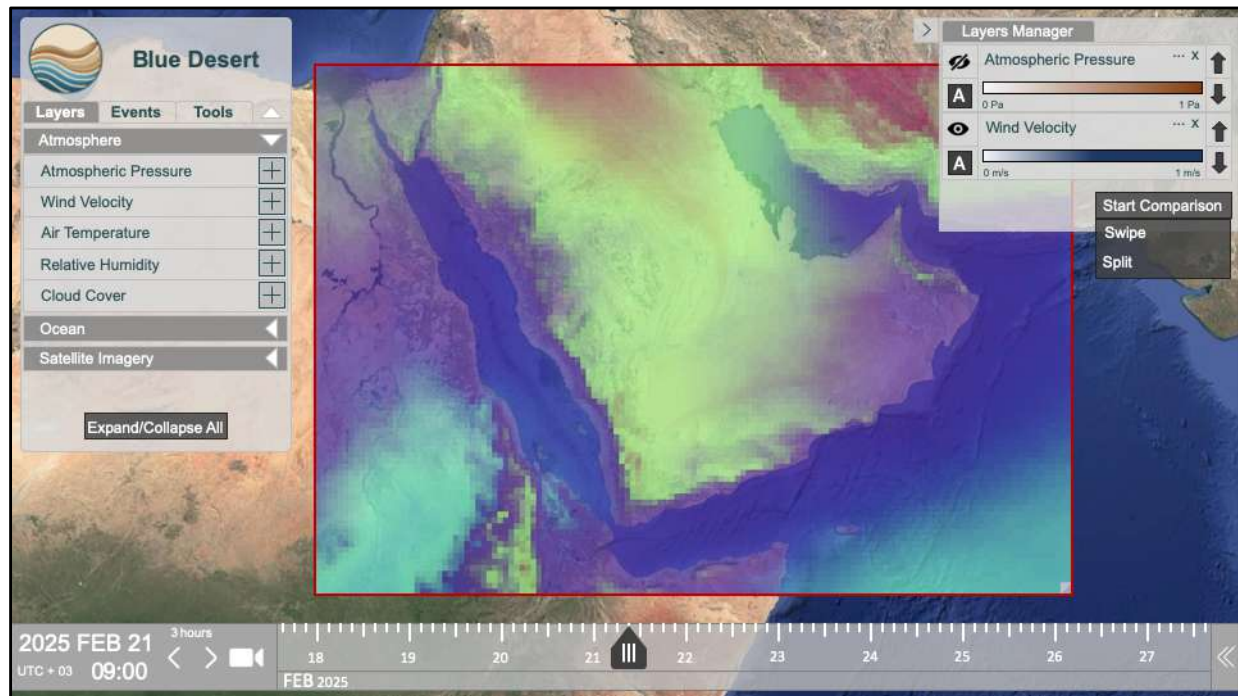 Blue Desert
Layers Events Tools
Atmosphere
Atmospheric Pressure
Wind Velocity
Air Temperature
Relative Humidity
Cloud Cover
Ocean
Satellite Imagery
Expand/Collapse All
Layers Manager
Atmospheric Pressure ... X
A
0 Pa 1 Pa
Wind Velocity ... X
A
0 m/s 1 m/s
Start Comparison
Swipe
Split
2025 FEB 21
UTC + 03 09:00
3 hours
18 19 20 21 22 23 24 25 26 27
FEB 2025